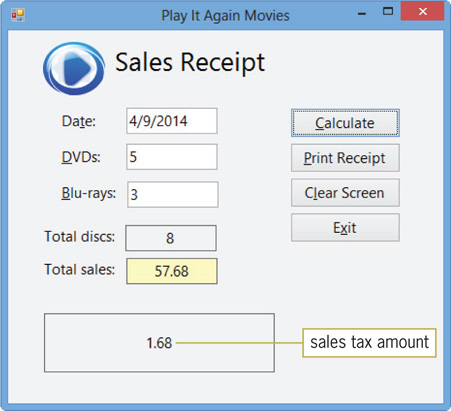 Play It Again Movies
Sales Receipt
Date: 4/9/2014 Calculate
DVDs: 5 Print Receipt
Blu-rays: 3 Clear Screen
Total discs: 8 Exit
Total sales: 57.68
1.68 sales tax amount